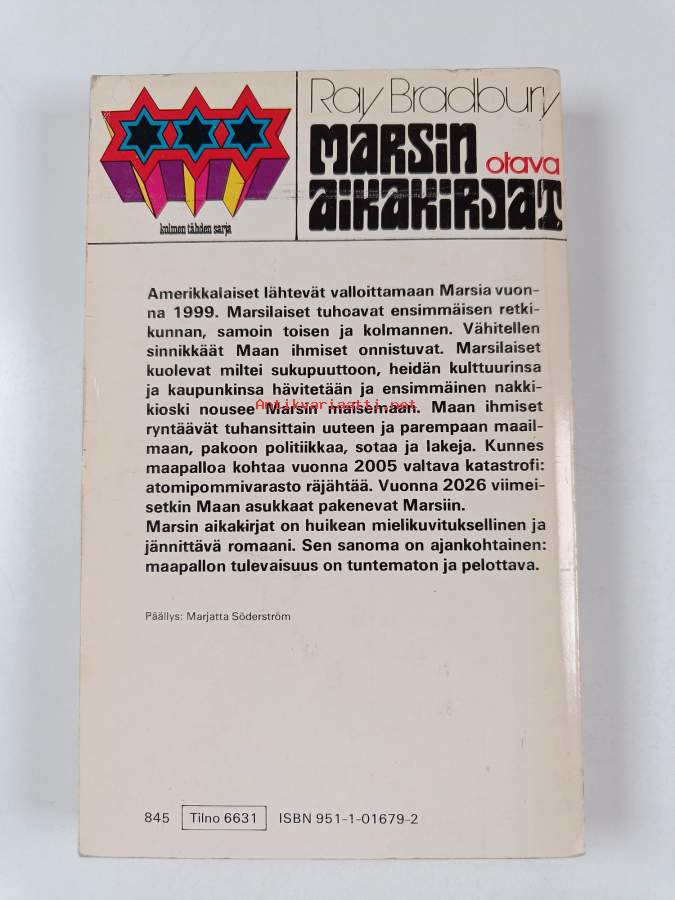 Ray Bradbury
MARSIN
otava
AIKAKIRJAT
kolmen tähden sarja
Amerikkalaiset lähtevät valloittamaan Marsia vuon-
na 1999. Marsilaiset tuhoavat ensimmäisen retki-
kunnan, samoin toisen ja kolmannen. Vähitellen
sinnikkäät Maan ihmiset onnistuvat. Marsilaiset
kuolevat miltei sukupuuttoon, heidän kulttuurinsa
ja kaupunkinsa hävitetään ja ensimmäinen nakki-
kioski nousee Marsin maisemaan. Maan ihmiset
Antikvariaatti.net
ryntäävät tuhansittain uuteen ja parempaan maail-
maan, pakoon politiikkaa, sotaa ja lakeja. Kunnes
maapalloa kohtaa vuonna 2005 valtava katastrofi:
atomipommivarasto räjähtää. Vuonna 2026 viimei-
setkin Maan asukkaat pakenevat Marsiin.
Marsin aikakirjat on huikean mielikuvituksellinen ja
jännittävä romaani. Sen sanoma on ajankohtainen:
maapallon tulevaisuus on tuntematon ja pelottava.
Päällys: Marjatta Söderström
845 Tilno 6631 ISBN 951-1-01679-2